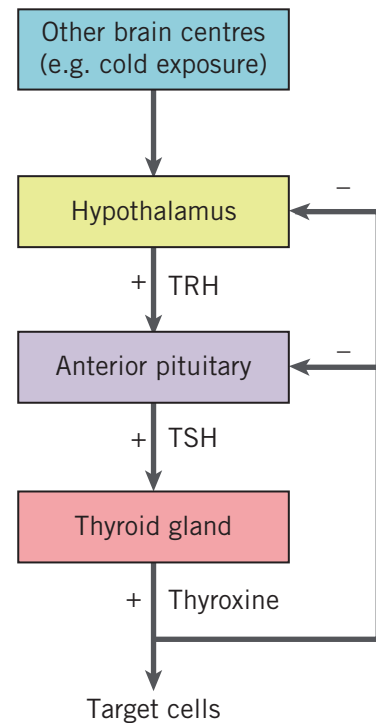 Other brain centres
(e.g. cold exposure)
–
Hypothalamus
+ TRH
–
Anterior pituitary
+ TSH
Thyroid gland
+ Thyroxine
Target cells